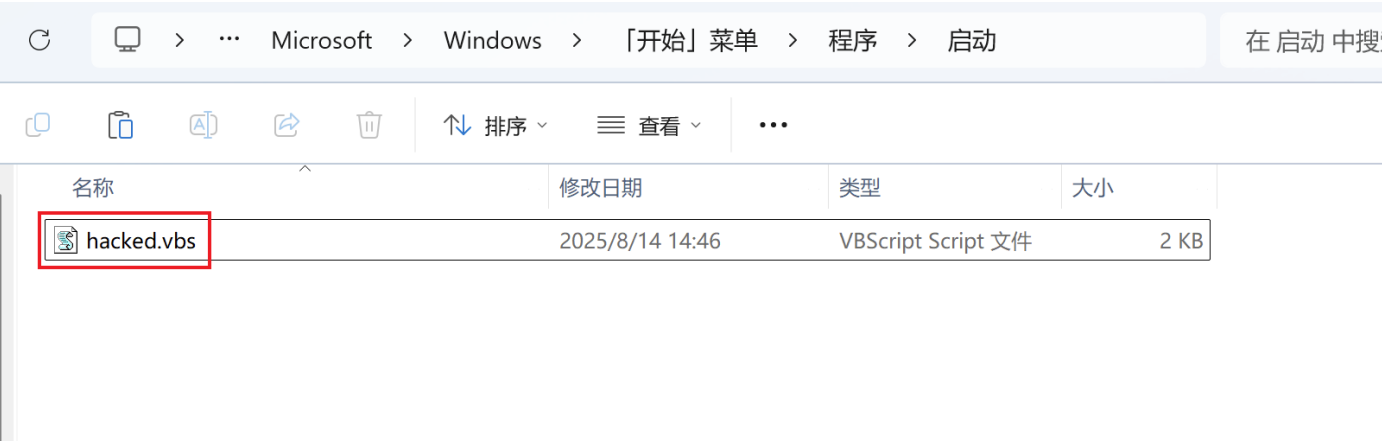 … Microsoft Windows 「开始」菜单 程序 启动 在 启动 中搜
排序 查看 •••
名称 修改日期 类型 大小
hacked.vbs 2025/8/14 14:46 VBScript Script 文件 2 KB